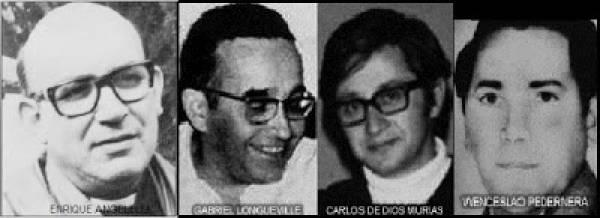 ENRIQUE ANGELELLI
GABRIEL LONGUEVILLE
CARLOS DE DIOS MURIAS
WENCESLAO PEDERNERA